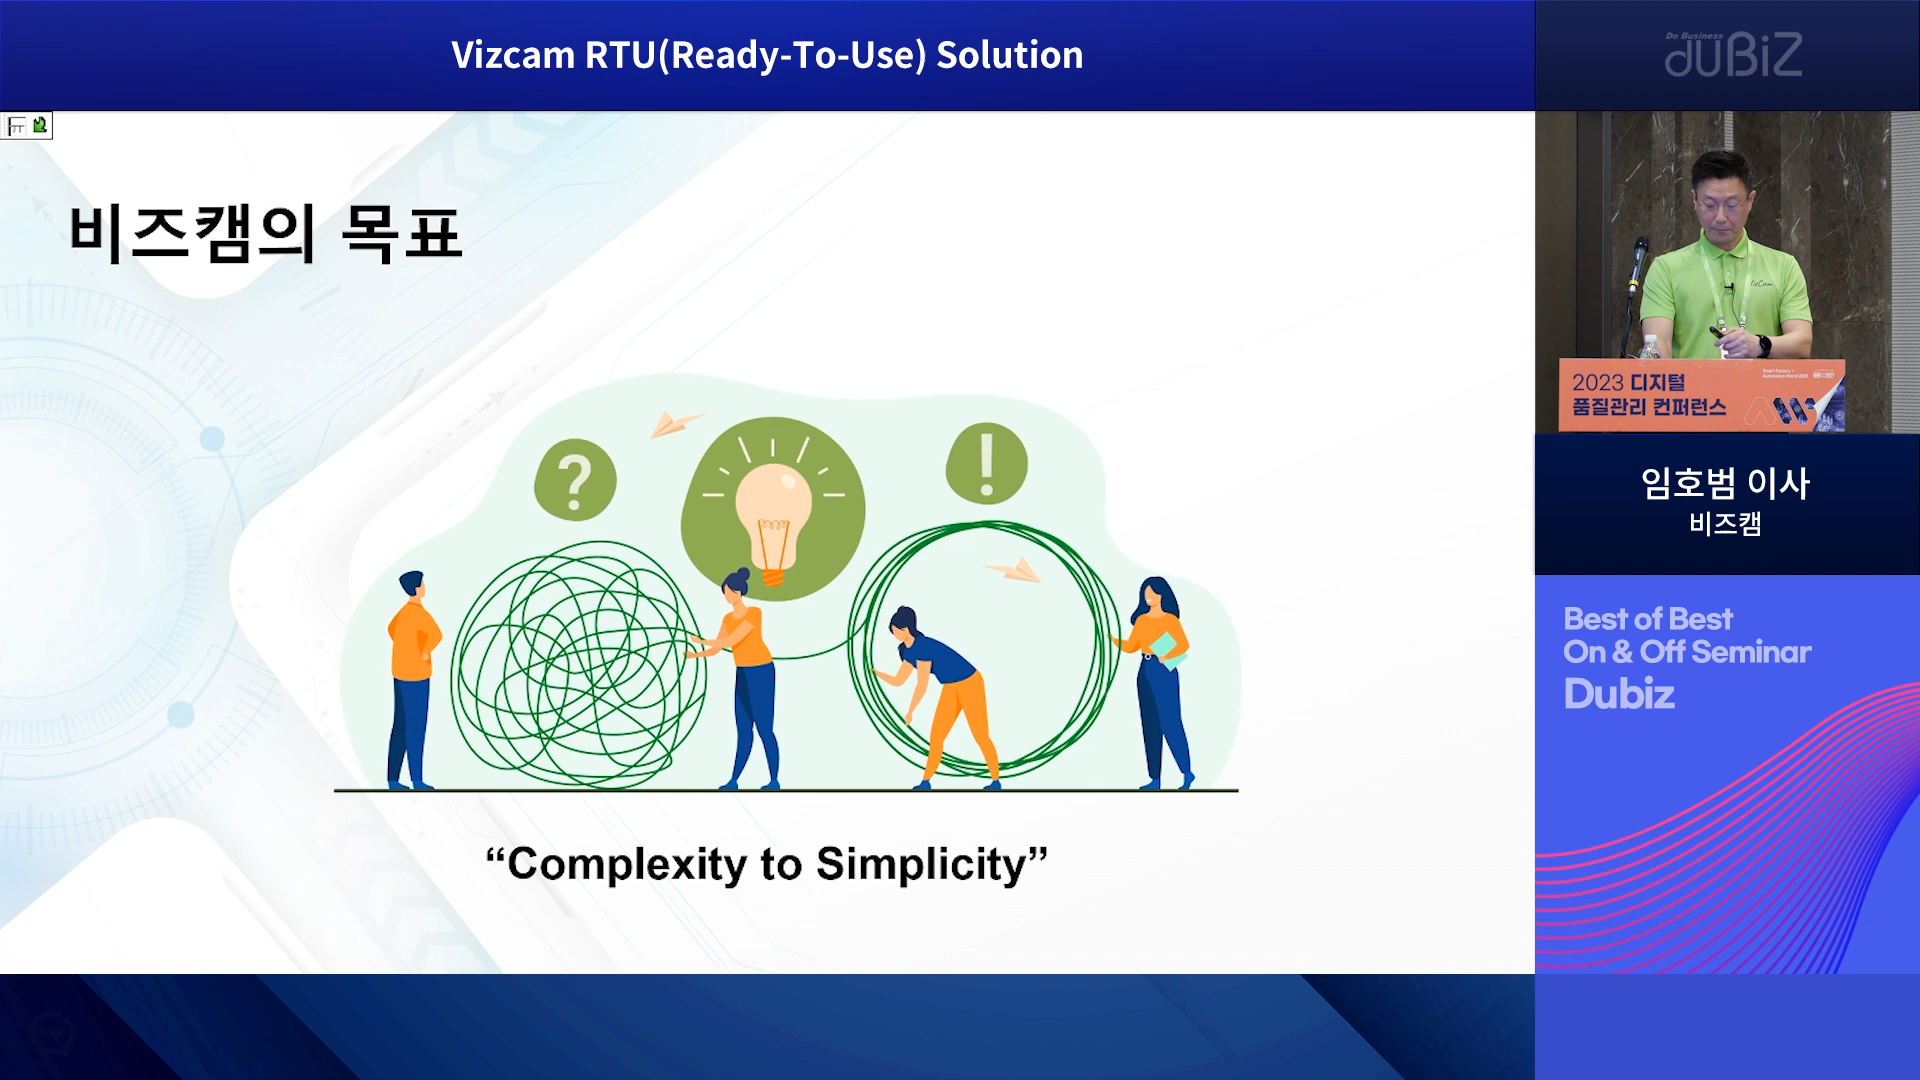 Vizcam RTU(Ready-To-Use) Solution
Do Business
duBiZ
비즈캠의 목표
?
!
“Complexity to Simplicity”
VizCam
2023 디지털
품질관리 컨퍼런스
임호범 이사
비즈캠
Best of Best
On & Off Seminar
Dubiz